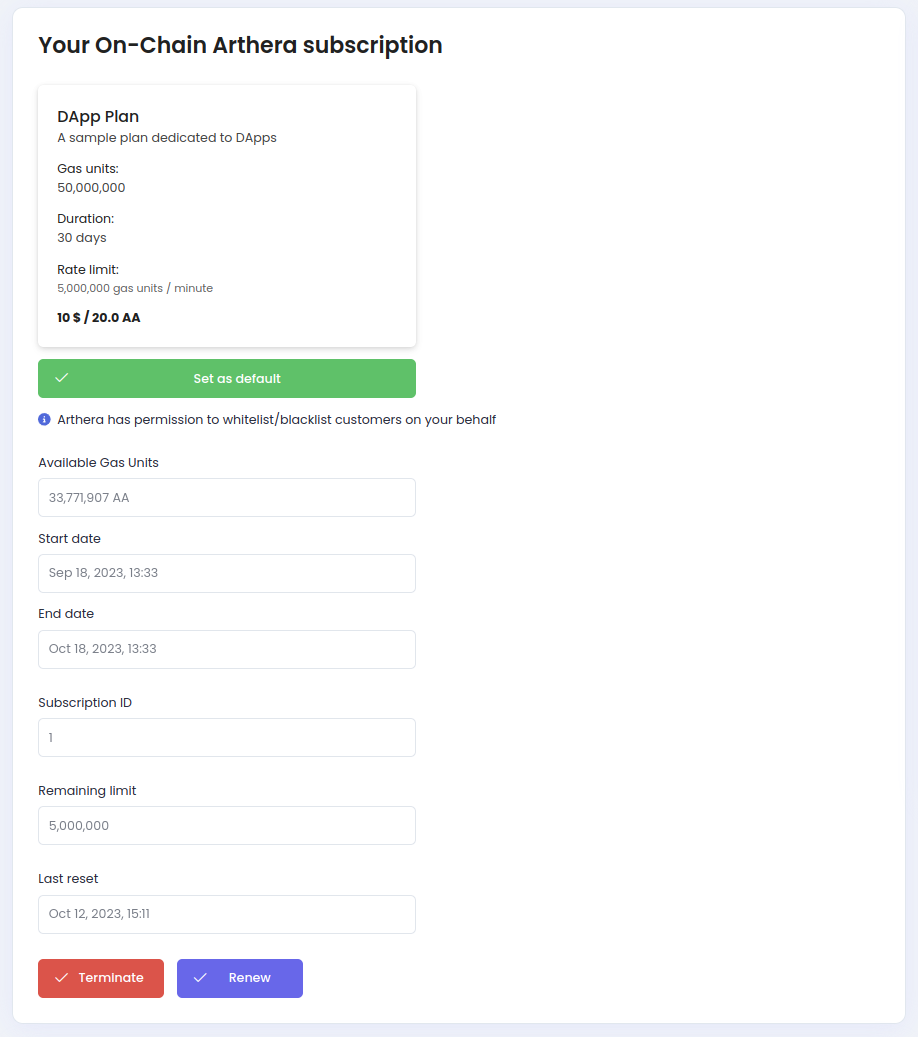 Your On-Chain Arthera subscription
DApp Plan
A sample plan dedicated to DApps
Gas units:
50,000,000
Duration:
30 days
Rate limit:
5,000,000 gas units / minute
10 $ / 20.0 AA
Set as default
Arthera has permission to whitelist/blacklist customers on your behalf
Available Gas Units
33,771,907 AA
Start date
Sep 18, 2023, 13:33
End date
Oct 18, 2023, 13:33
Subscription ID
1
Remaining limit
5,000,000
Last reset
Oct 12, 2023, 15:11
Terminate
Renew